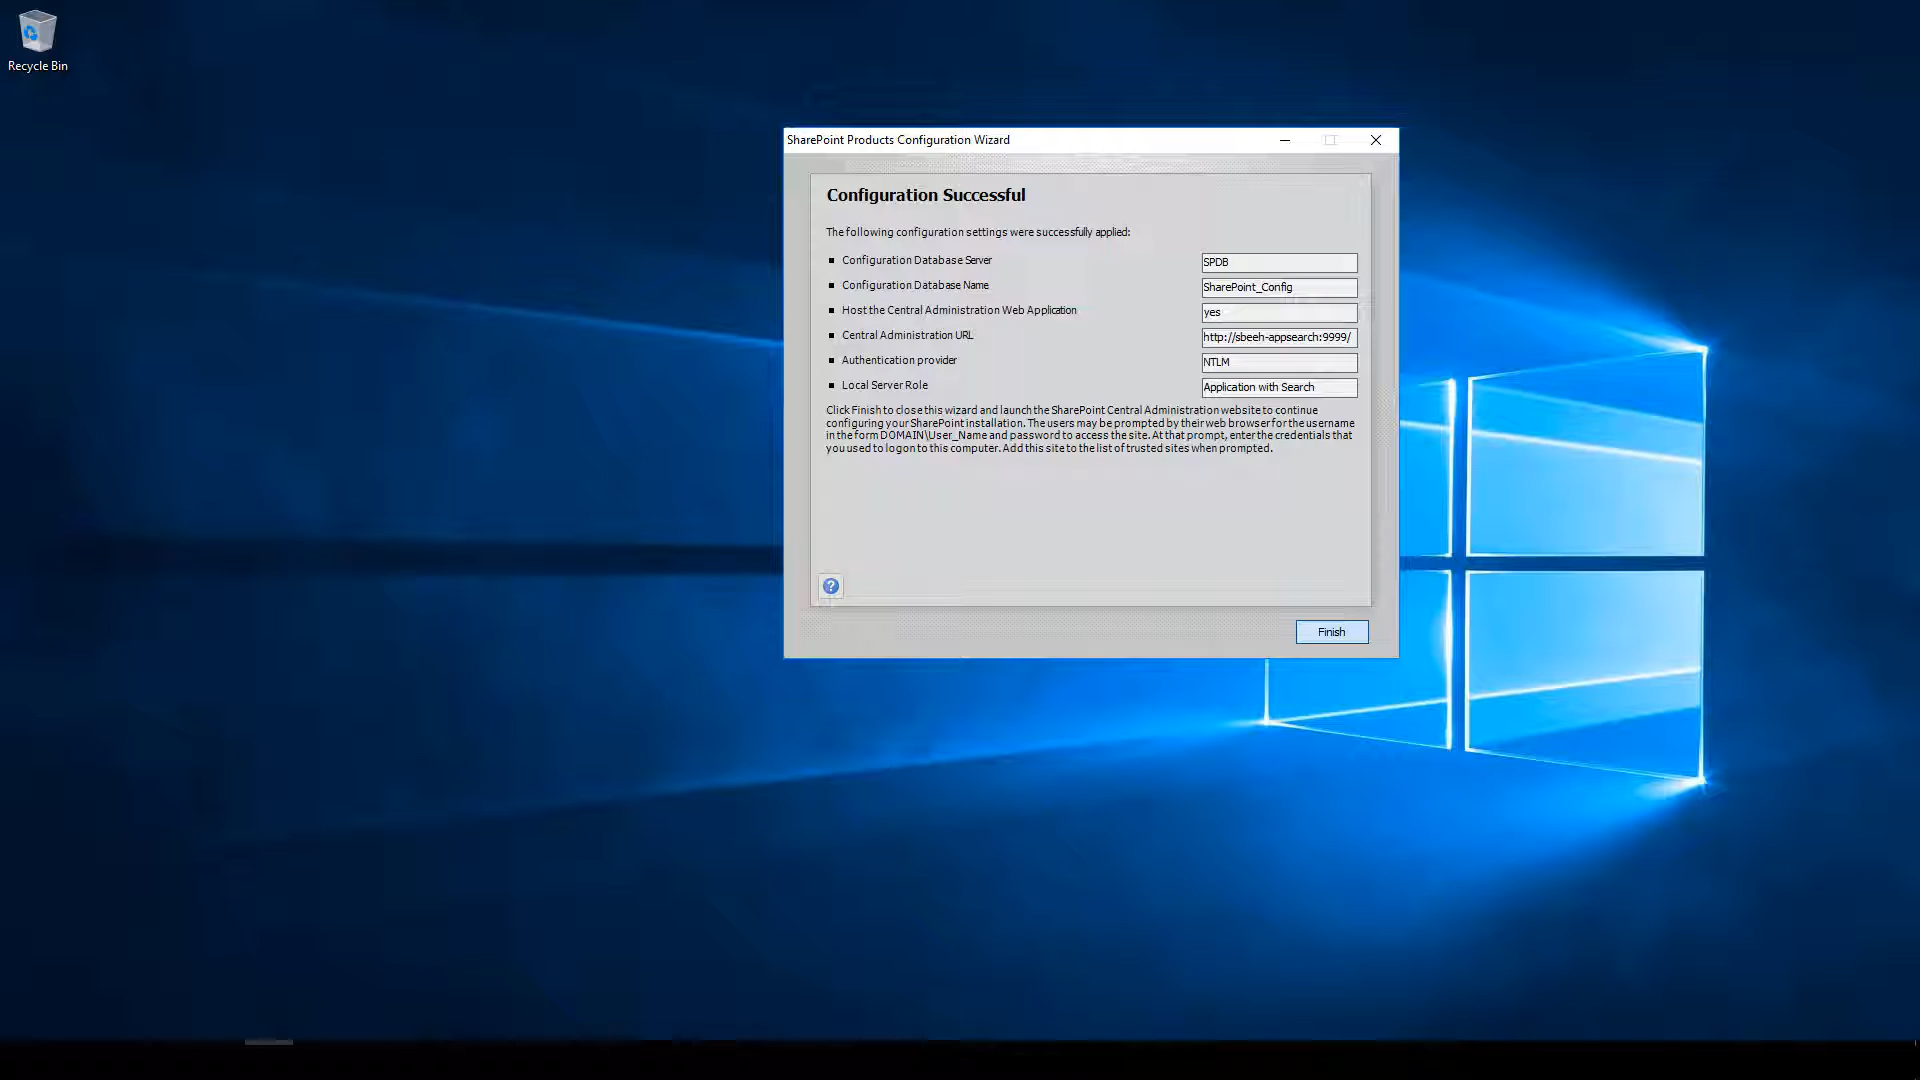 Recycle Bin
SharePoint Products Configuration Wizard
Configuration Successful
The following configuration settings were successfully applied:
Configuration Database Server SPDB
Configuration Database Name SharePoint_Config
Host the Central Administration Web Application yes
Central Administration URL http://sbeeh-appsearch:9999/
Authentication provider NTLM
Local Server Role Application with Search
Click Finish to close this wizard and launch the SharePoint Central Administration website to continue
configuring your SharePoint installation. The users may be prompted by their web browser for the username
in the form DOMAIN\User_Name and password to access the site. At that prompt, enter the credentials that
you used to logon to this computer. Add this site to the list of trusted sites when prompted.
?
Finish